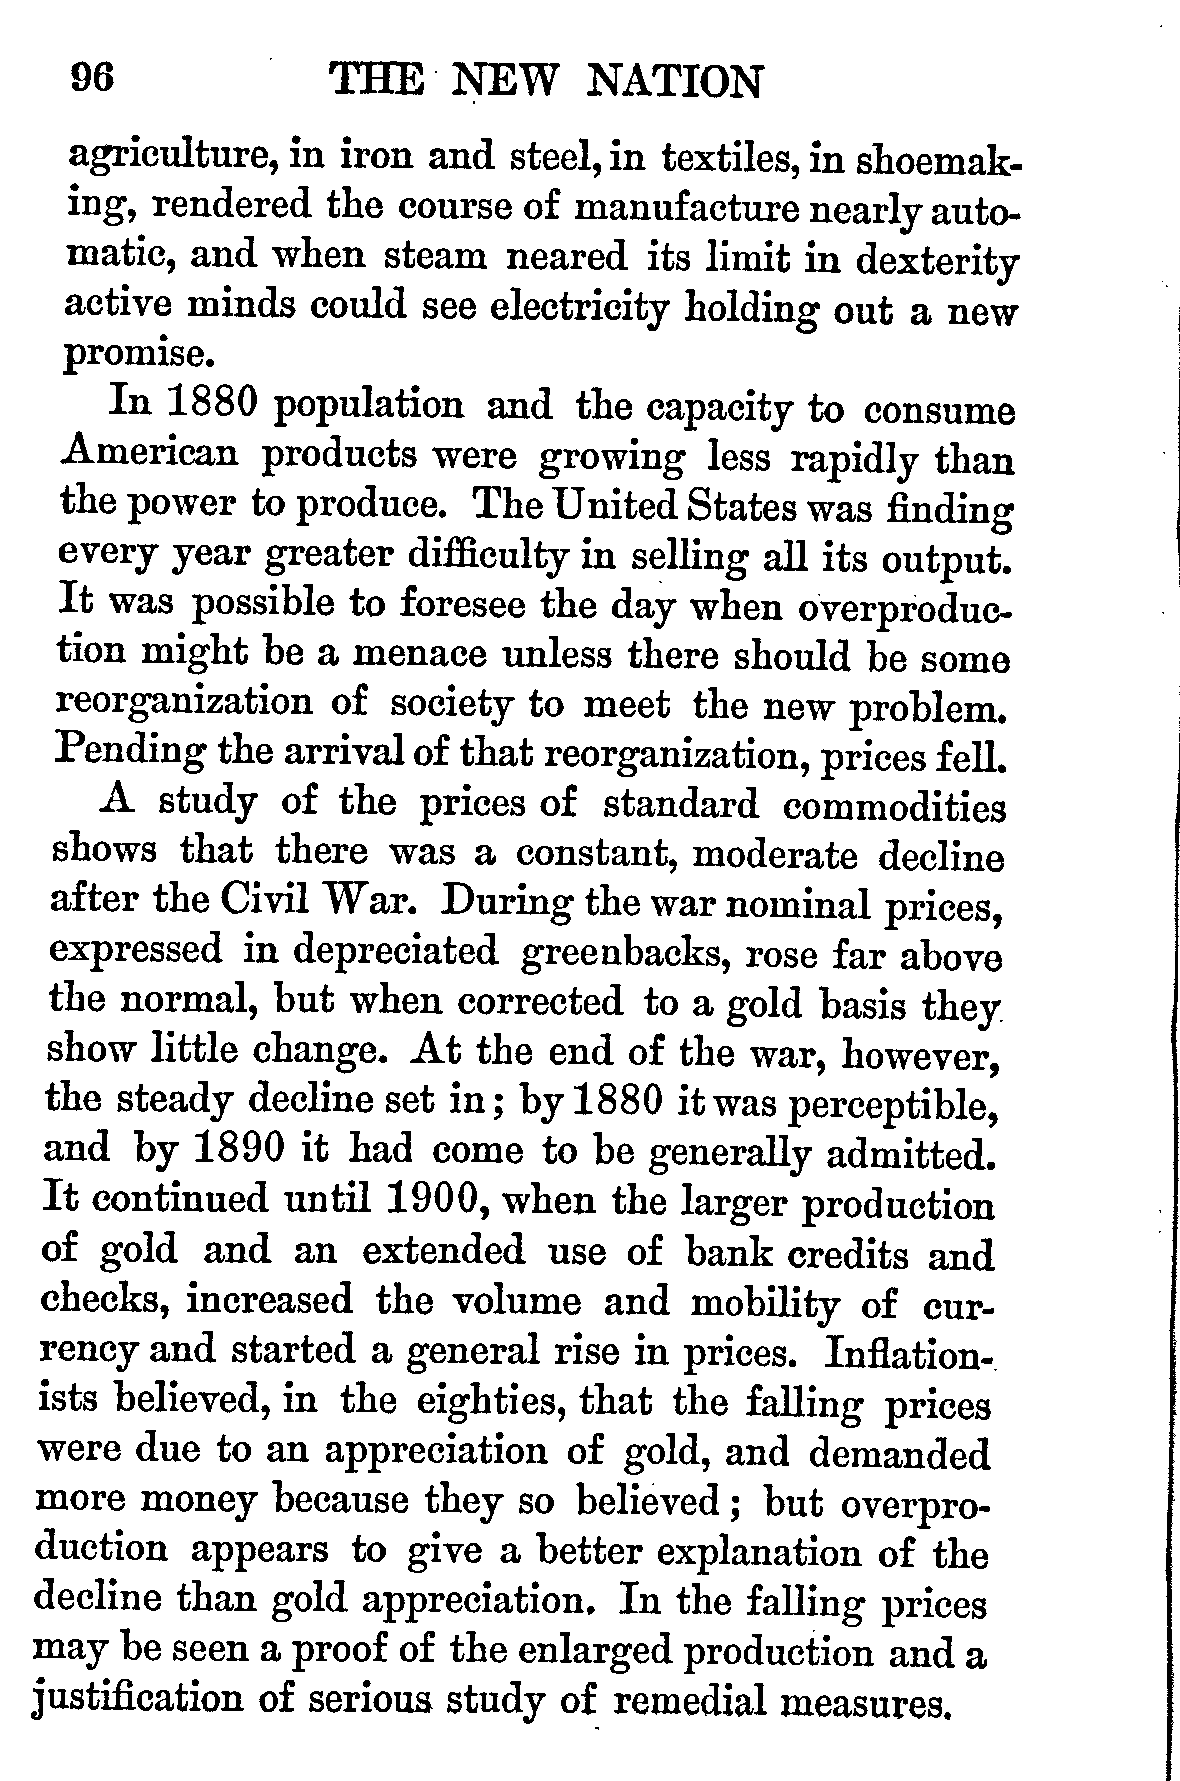 96 THE NEW NATION
agriculture, in iron and steel, in textiles, in shoemak-
ing, rendered the course of manufacture nearly auto-
matic, and when steam neared its limit in dexterity
active minds could see electricity holding out a new
promise.
In 1880 population and the capacity to consume
American products were growing less rapidly than
the power to produce. The United States was finding
every year greater difficulty in selling all its output.
It was possible to foresee the day when overproduc-
tion might be a menace unless there should be some
reorganization of society to meet the new problem.
Pending the arrival of that reorganization, prices fell.
A study of the prices of standard commodities
shows that there was a constant, moderate decline
after the Civil War. During the war nominal prices,
expressed in depreciated greenbacks, rose far above
the normal, but when corrected to a gold basis they
show little change. At the end of the war, however,
the steady decline set in; by 1880 it was perceptible,
and by 1890 it had come to be generally admitted.
It continued until 1900, when the larger production
of gold and an extended use of bank credits and
checks, increased the volume and mobility of cur-
rency and started a general rise in prices. Inflation-
ists believed, in the eighties, that the falling prices
were due to an appreciation of gold, and demanded
more money because they so believed; but overpro-
duction appears to give a better explanation of the
decline than gold appreciation. In the falling prices
may be seen a proof of the enlarged production and a
justification of serious study of remedial measures.